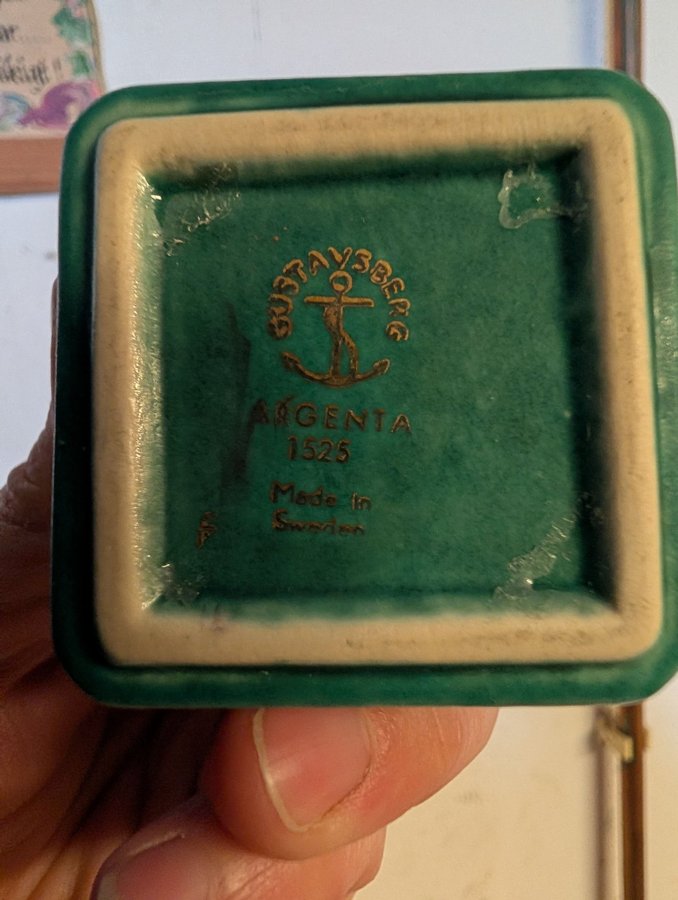 GUSTAVSBERG
ARGENTA
1525
Made in
Sweden